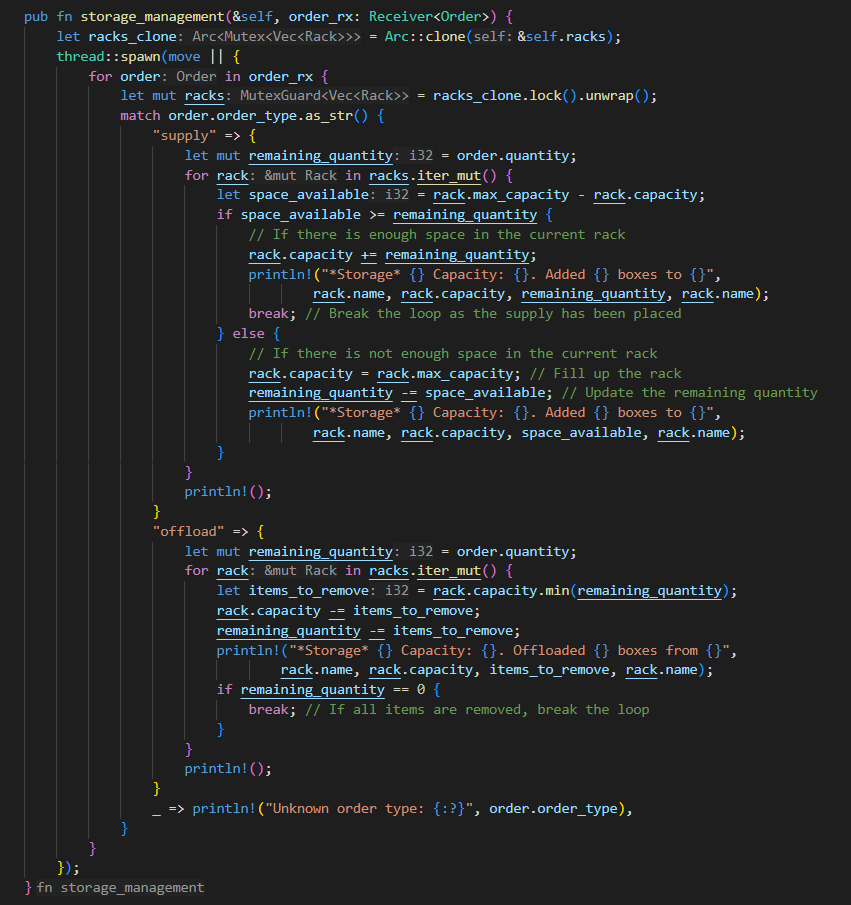 pub fn storage_management(&self, order_rx: Receiver<Order>) {
    let racks_clone: Arc<Mutex<Vec<Rack>>> = Arc::clone(self: &self.racks);
    thread::spawn(move || {
        for order: Order in order_rx {
            let mut racks: MutexGuard<Vec<Rack>> = racks_clone.lock().unwrap();
            match order.order_type.as_str() {
                "supply" => {
                    let mut remaining_quantity: i32 = order.quantity;
                    for rack: &mut Rack in racks.iter_mut() {
                        let space_available: i32 = rack.max_capacity - rack.capacity;
                        if space_available >= remaining_quantity {
                            // If there is enough space in the current rack
                            rack.capacity += remaining_quantity;
                            println!("*Storage* {} Capacity: {}. Added {} boxes to {}",
                                    rack.name, rack.capacity, remaining_quantity, rack.name);
                            break; // Break the loop as the supply has been placed
                        } else {
                            // If there is not enough space in the current rack
                            rack.capacity = rack.max_capacity; // Fill up the rack
                            remaining_quantity -= space_available; // Update the remaining quantity
                            println!("*Storage* {} Capacity: {}. Added {} boxes to {}",
                                    rack.name, rack.capacity, space_available, rack.name);
                        }
                    }
                    println!();
                }
                "offload" => {
                    let mut remaining_quantity: i32 = order.quantity;
                    for rack: &mut Rack in racks.iter_mut() {
                        let items_to_remove: i32 = rack.capacity.min(remaining_quantity);
                        rack.capacity -= items_to_remove;
                        remaining_quantity -= items_to_remove;
                        println!("*Storage* {} Capacity: {}. Offloaded {} boxes from {}",
                                rack.name, rack.capacity, items_to_remove, rack.name);
                        if remaining_quantity == 0 {
                            break; // If all items are removed, break the loop
                        }
                    }
                    println!();
                }
                _ => println!("Unknown order type: {:?}", order.order_type),
            }
        }
    });
} fn storage_management